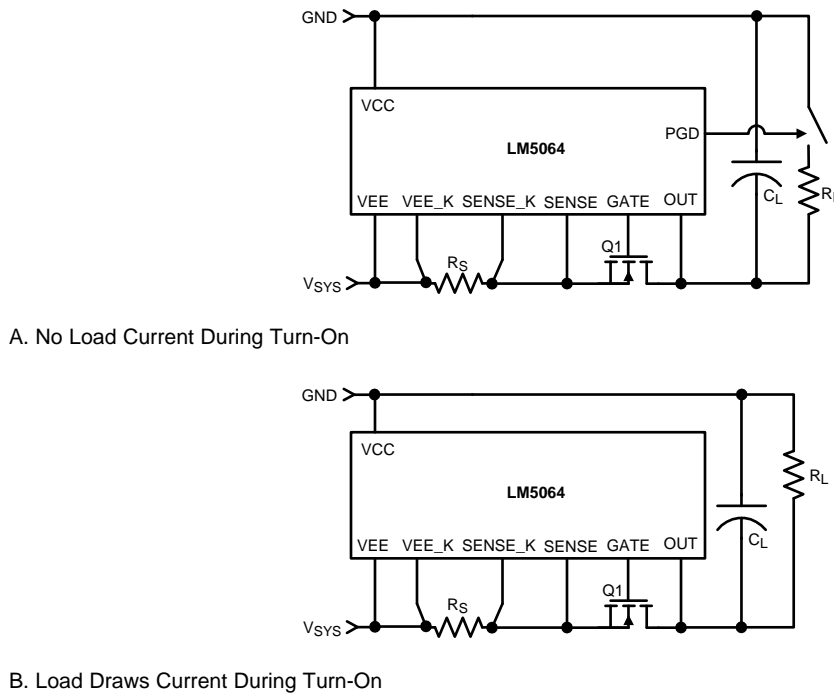 GND
VCC
PGD
LM5064
VEE VEE_K SENSE_K SENSE GATE OUT
CL
Q1
RS
VSYS
A. No Load Current During Turn-On
GND
VCC
RL
LM5064
CL
VEE VEE_K SENSE_K SENSE GATE OUT
Q1
RS
VSYS
B. Load Draws Current During Turn-On